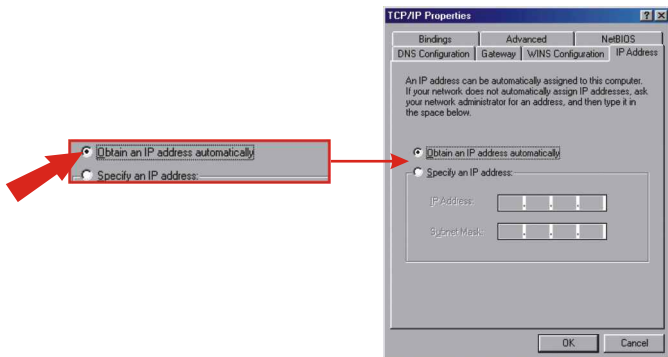 TCP/IP Properties
Bindings Advanced NetBIOS
DNS Configuration Gateway WINS Configuration IP Address
An IP address can be automatically assigned to this computer.
If your network does not automatically assign IP addresses, ask
your network administrator for an address, and then type it in
the space below.
Obtain an IP address automatically
Specify an IP address:
Obtain an IP address automatically
Specify an IP address:
IP Address:
Subnet Mask:
OK Cancel